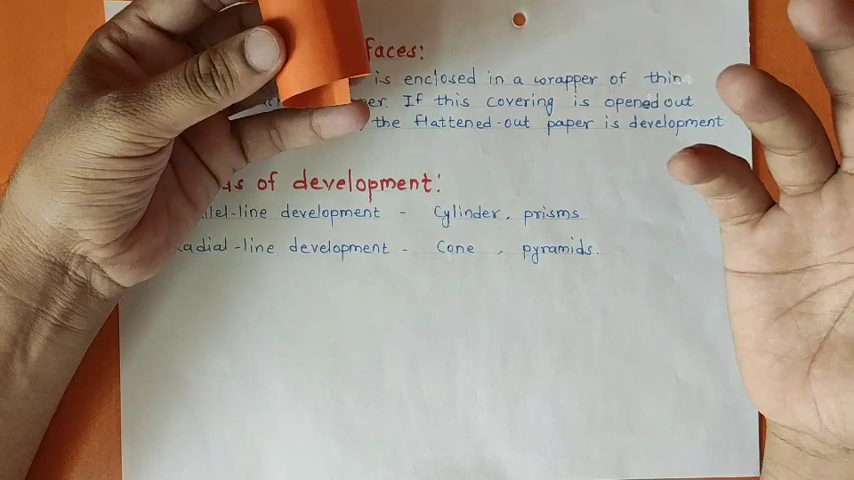 faces:
is enclosed in a wrapper of thin
er. If this covering is opened out
the flattened-out paper is development
ds of development:
llel-line development - Cylinder, prisms
adial-line development - Cone , pyramids.